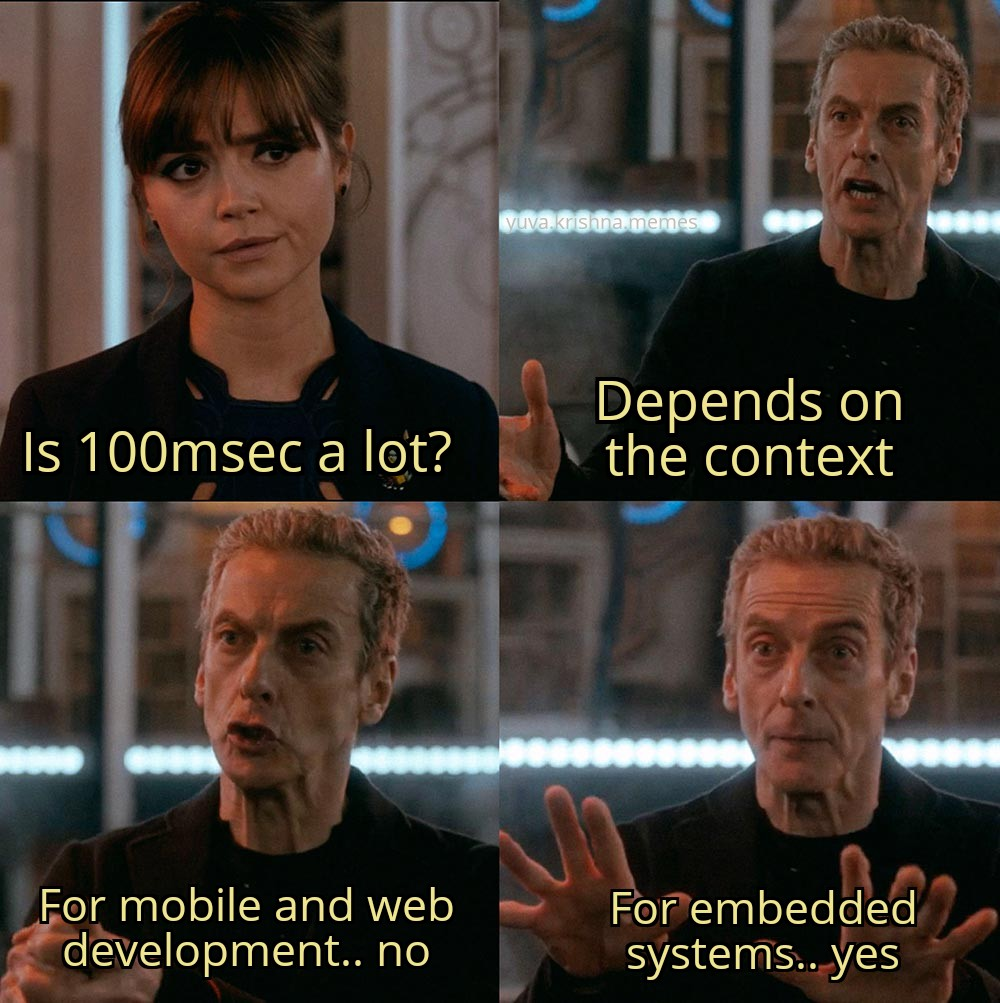 Is 100msec a lot?
yuva.krishna.memes
Depends on
the context
For mobile and web
development.. no
For embedded
systems.. yes